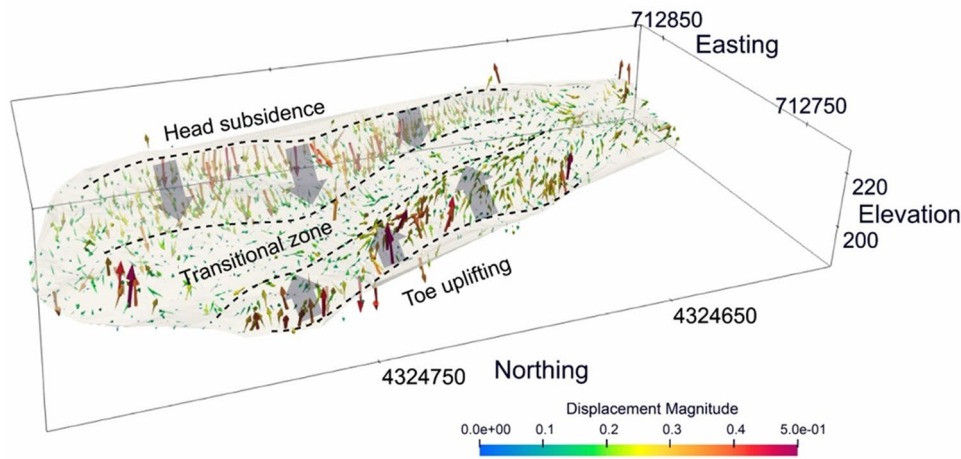 712850
Easting
712750
Head subsidence
220
Elevation
200
Transitional zone
Toe uplifting
4324650
4324750
Northing
Displacement Magnitude
0.0e+00 0.1 0.2 0.3 0.4 5.0e-01